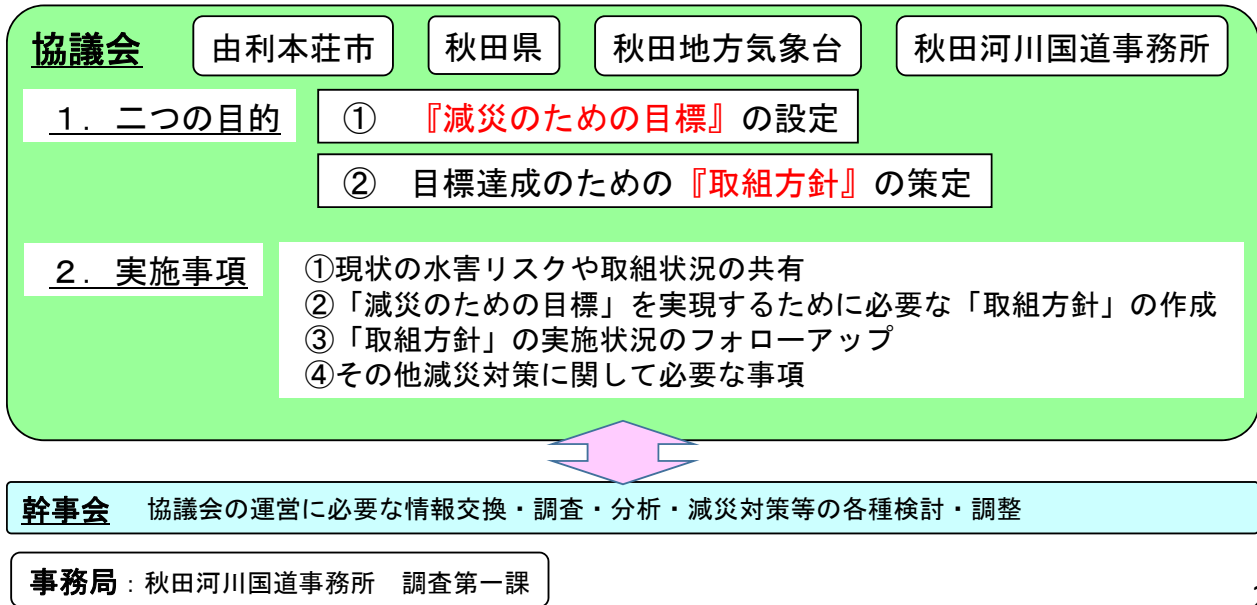 協議会 由利本荘市 秋田県 秋田地方気象台 秋田河川国道事務所
１．二つの目的 ① 『減災のための目標』の設定
② 目標達成のための『取組方針』の策定
２．実施事項 ①現状の水害リスクや取組状況の共有
②「減災のための目標」を実現するために必要な「取組方針」の作成
③「取組方針」の実施状況のフォローアップ
④その他減災対策に関して必要な事項
幹事会 協議会の運営に必要な情報交換・調査・分析・減災対策等の各種検討・調整
事務局：秋田河川国道事務所　調査第一課